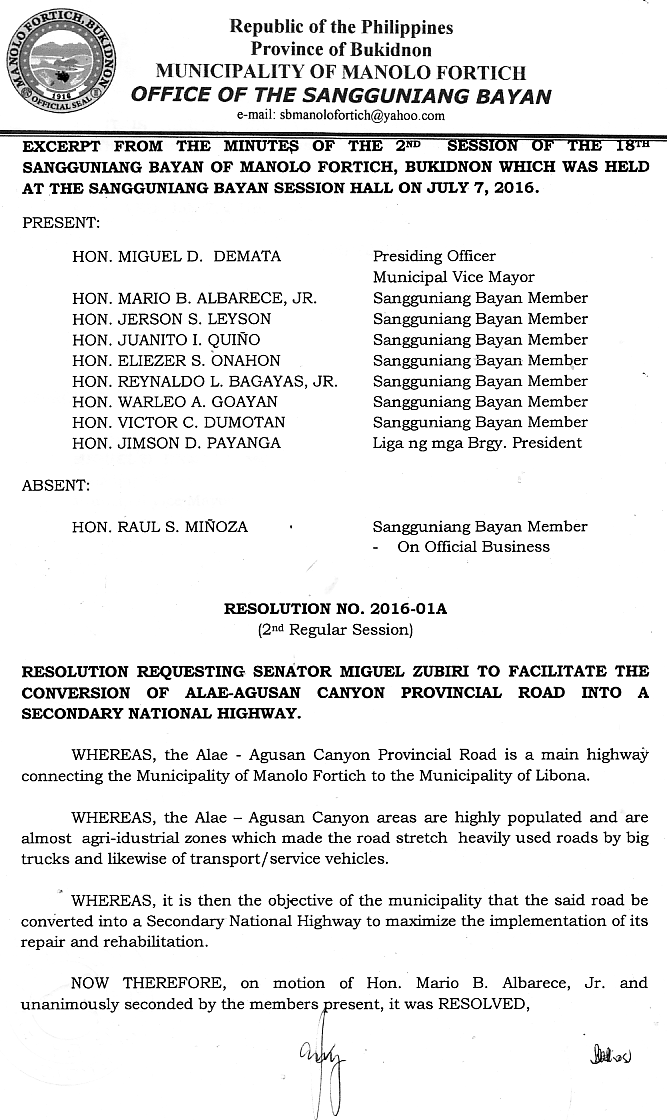 MANOLO FORTICH, BUKIDNON
1916
OFFICIAL SEAL
Republic of the Philippines
Province of Bukidnon
MUNICIPALITY OF MANOLO FORTICH
OFFICE OF THE SANGGUNIANG BAYAN
e-mail: sbmanolofortich@yahoo.com
EXCERPT FROM THE MINUTES OF THE 2ND SESSION OF THE 18TH
SANGGUNIANG BAYAN OF MANOLO FORTICH, BUKIDNON WHICH WAS HELD
AT THE SANGGUNIANG BAYAN SESSION HALL ON JULY 7, 2016.
PRESENT:
HON. MIGUEL D. DEMATA Presiding Officer
Municipal Vice Mayor
HON. MARIO B. ALBARECE, JR. Sangguniang Bayan Member
HON. JERSON S. LEYSON Sangguniang Bayan Member
HON. JUANITO I. QUIÑO Sangguniang Bayan Member
HON. ELIEZER S. ONAHON Sangguniang Bayan Member
HON. REYNALDO L. BAGAYAS, JR. Sangguniang Bayan Member
HON. WARLEO A. GOAYAN Sangguniang Bayan Member
HON. VICTOR C. DUMOTAN Sangguniang Bayan Member
HON. JIMSON D. PAYANGA Liga ng mga Brgy. President
ABSENT:
HON. RAUL S. MIÑOZA Sangguniang Bayan Member
- On Official Business
RESOLUTION NO. 2016-01A
(2nd Regular Session)
RESOLUTION REQUESTING SENATOR MIGUEL ZUBIRI TO FACILITATE THE
CONVERSION OF ALAE-AGUSAN CANYON PROVINCIAL ROAD INTO A
SECONDARY NATIONAL HIGHWAY.
WHEREAS, the Alae - Agusan Canyon Provincial Road is a main highway
connecting the Municipality of Manolo Fortich to the Municipality of Libona.
WHEREAS, the Alae – Agusan Canyon areas are highly populated and are
almost agri-idustrial zones which made the road stretch heavily used roads by big
trucks and likewise of transport/service vehicles.
WHEREAS, it is then the objective of the municipality that the said road be
converted into a Secondary National Highway to maximize the implementation of its
repair and rehabilitation.
NOW THEREFORE, on motion of Hon. Mario B. Albarece, Jr. and
unanimously seconded by the members present, it was RESOLVED,